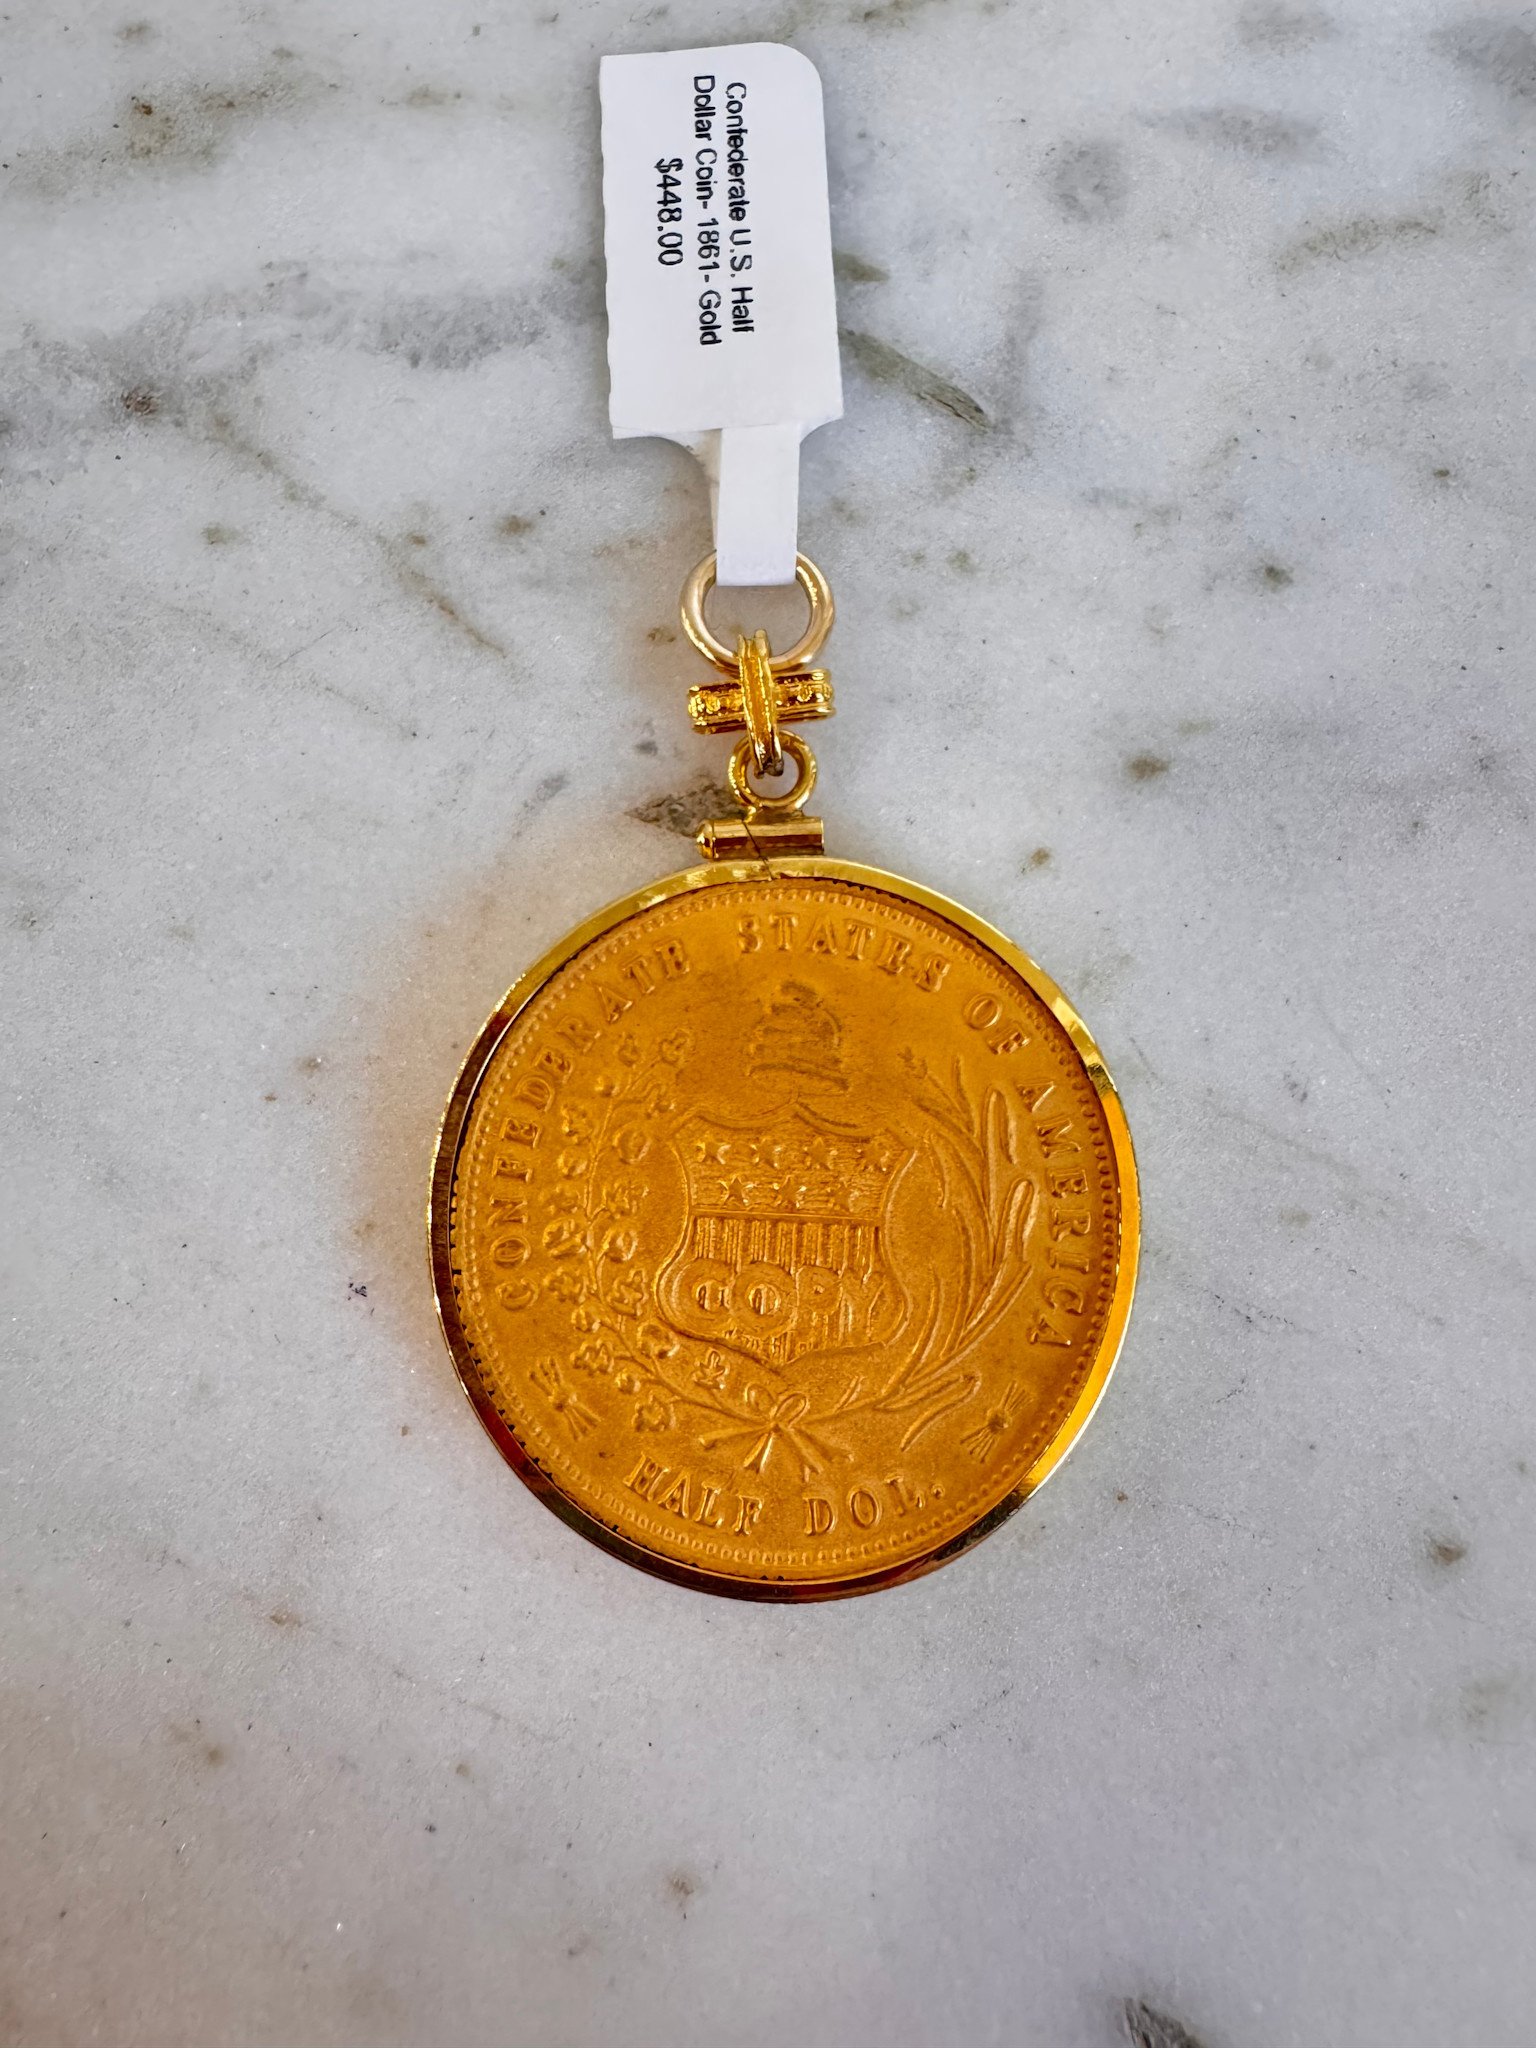 Confederate U.S. Half
Dollar Coin- 1861- Gold
$448.00
CONFEDERATE STATES OF AMERICA
COPY
HALF DOL.